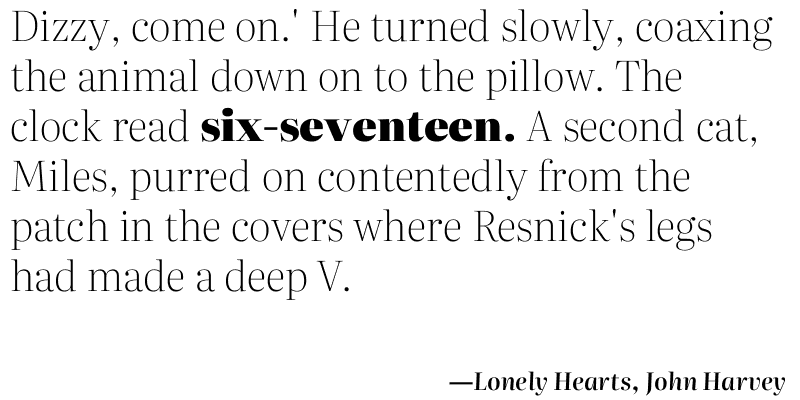 Dizzy, come on.' He turned slowly, coaxing
the animal down on to the pillow. The
clock read six-seventeen. A second cat,
Miles, purred on contentedly from the
patch in the covers where Resnick's legs
had made a deep V.
—Lonely Hearts, John Harvey